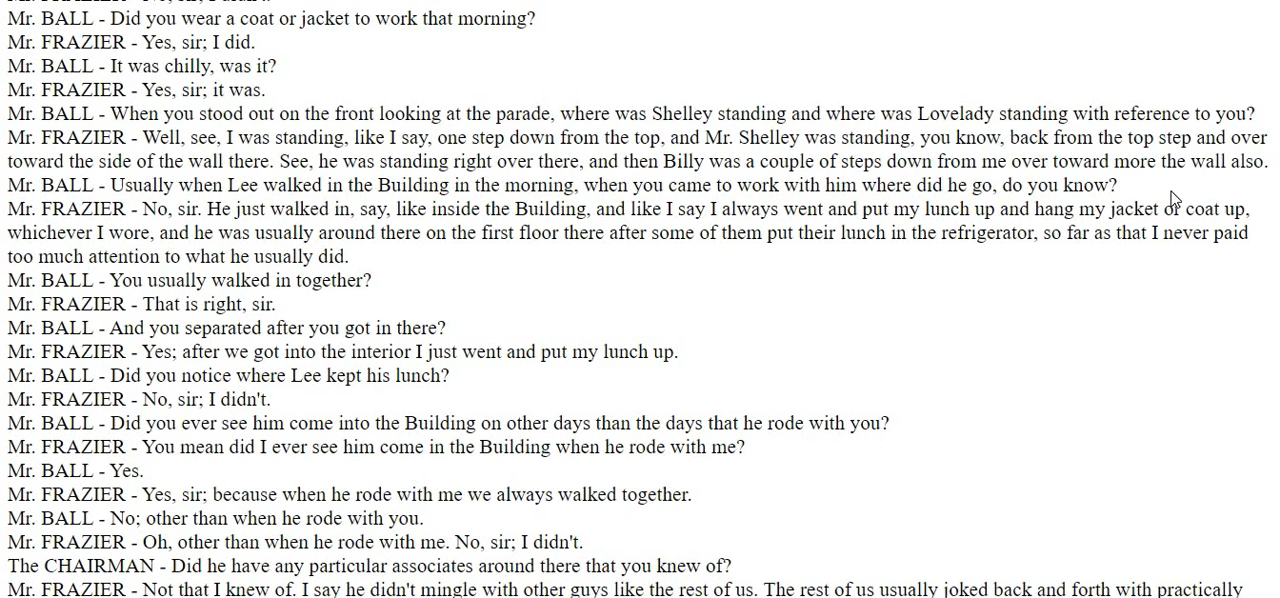 Mr. BALL - Did you wear a coat or jacket to work that morning?
Mr. FRAZIER - Yes, sir; I did.
Mr. BALL - It was chilly, was it?
Mr. FRAZIER - Yes, sir; it was.
Mr. BALL - When you stood out on the front looking at the parade, where was Shelley standing and where was Lovelady standing with reference to you?
Mr. FRAZIER - Well, see, I was standing, like I say, one step down from the top, and Mr. Shelley was standing, you know, back from the top step and over
toward the side of the wall there. See, he was standing right over there, and then Billy was a couple of steps down from me over toward more the wall also.
Mr. BALL - Usually when Lee walked in the Building in the morning, when you came to work with him where did he go, do you know?
Mr. FRAZIER - No, sir. He just walked in, say, like inside the Building, and like I say I always went and put my lunch up and hang my jacket or coat up,
whichever I wore, and he was usually around there on the first floor there after some of them put their lunch in the refrigerator, so far as that I never paid
too much attention to what he usually did.
Mr. BALL - You usually walked in together?
Mr. FRAZIER - That is right, sir.
Mr. BALL - And you separated after you got in there?
Mr. FRAZIER - Yes; after we got into the interior I just went and put my lunch up.
Mr. BALL - Did you notice where Lee kept his lunch?
Mr. FRAZIER - No, sir; I didn't.
Mr. BALL - Did you ever see him come into the Building on other days than the days that he rode with you?
Mr. FRAZIER - You mean did I ever see him come in the Building when he rode with me?
Mr. BALL - Yes.
Mr. FRAZIER - Yes, sir; because when he rode with me we always walked together.
Mr. BALL - No; other than when he rode with you.
Mr. FRAZIER - Oh, other than when he rode with me. No, sir; I didn't.
The CHAIRMAN - Did he have any particular associates around there that you knew of?
Mr. FRAZIER - Not that I knew of. I say he didn't mingle with other guys like the rest of us. The rest of us usually joked back and forth with practically